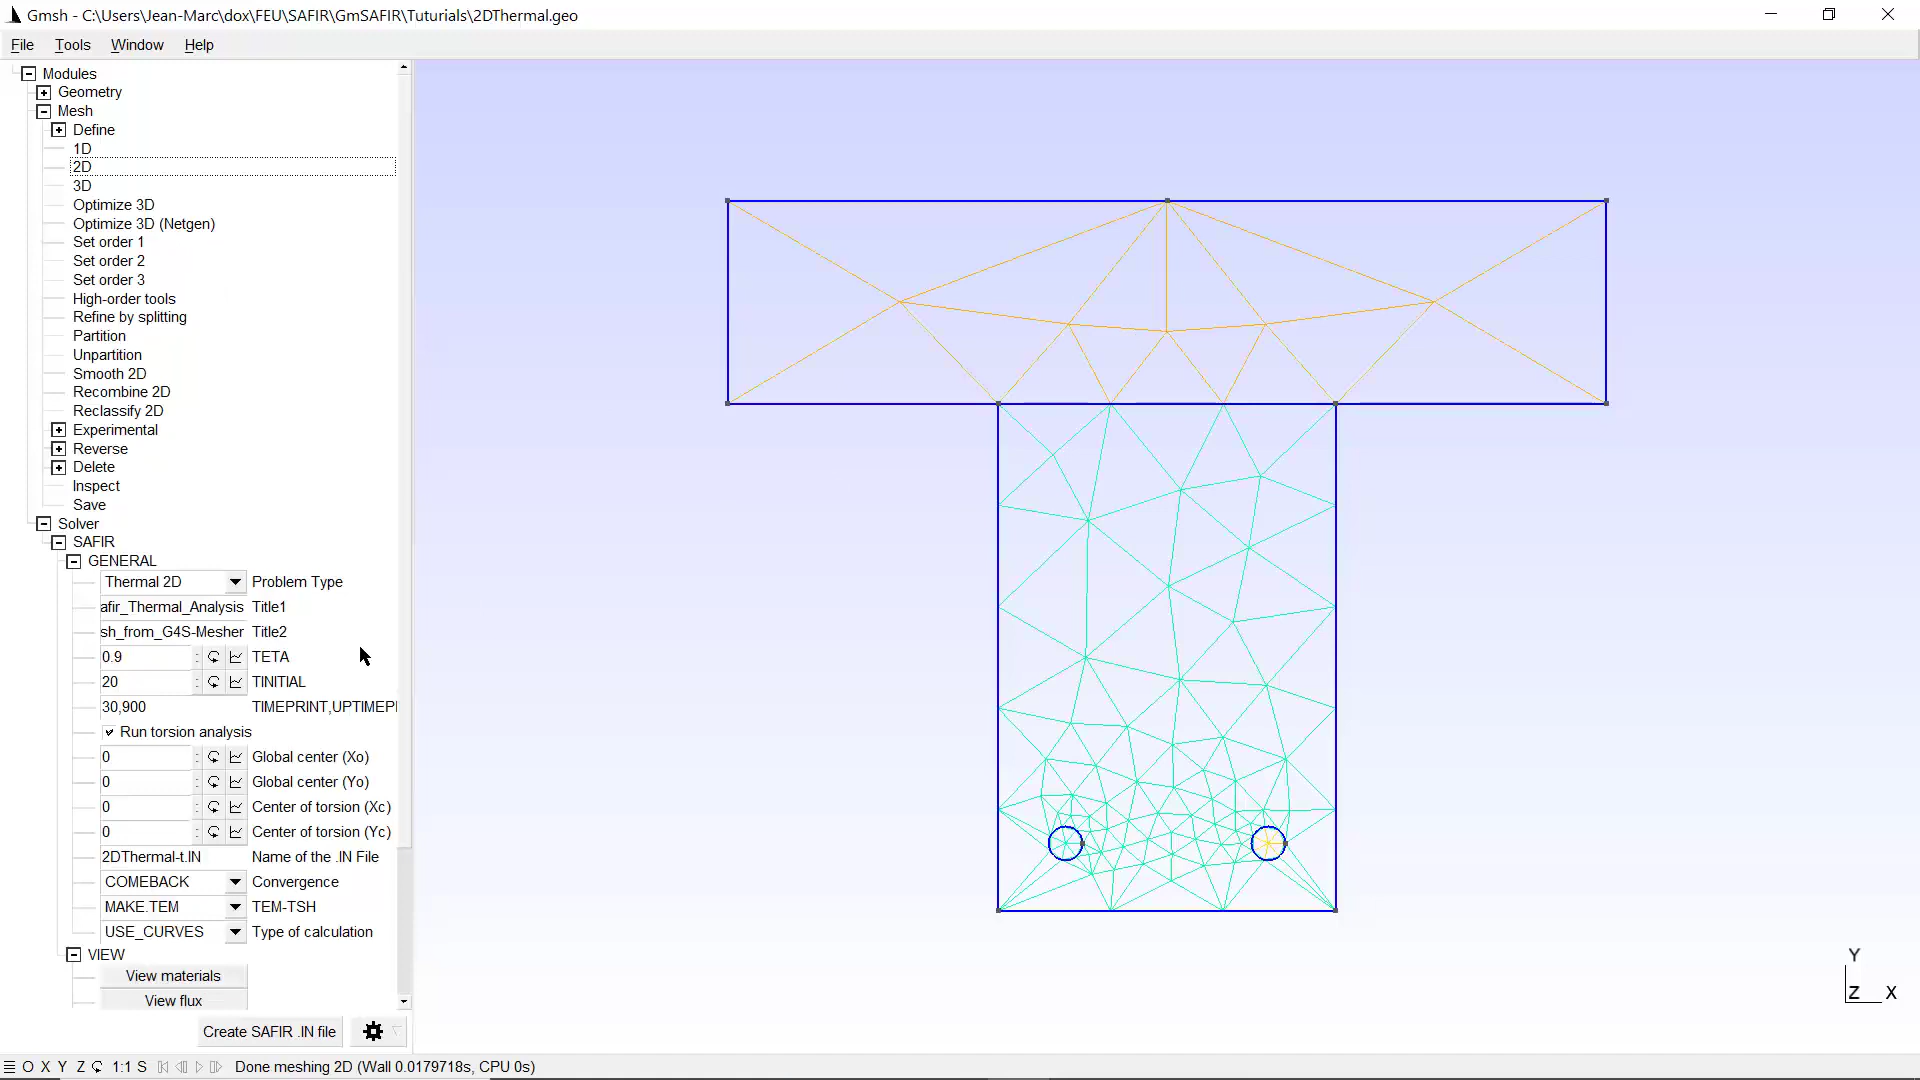 Gmsh - C:\Users\Jean-Marc\dox\FEU\SAFIR\GmSAFIR\Tuturials\2DThermal.geo
File Tools Window Help
Modules
Geometry
Mesh
Define
1D
2D
3D
Optimize 3D
Optimize 3D (Netgen)
Set order 1
Set order 2
Set order 3
High-order tools
Refine by splitting
Partition
Unpartition
Smooth 2D
Recombine 2D
Reclassify 2D
Experimental
Reverse
Delete
Inspect
Save
Solver
SAFIR
GENERAL
Thermal 2D Problem Type
afir_Thermal_Analysis Title1
sh_from_G4S-Mesher Title2
0.9 TETA
20 TINITIAL
30,900 TIMEPRINT,UPTIMEP
Run torsion analysis
0 Global center (Xo)
0 Global center (Yo)
0 Center of torsion (Xc)
0 Center of torsion (Yc)
2DThermal-t.IN Name of the .IN File
COMEBACK Convergence
MAKE.TEM TEM-TSH
USE_CURVES Type of calculation
VIEW
View materials
View flux
Create SAFIR .IN file
Y
Z X
O X Y Z 1:1 S Done meshing 2D (Wall 0.0179718s, CPU 0s)